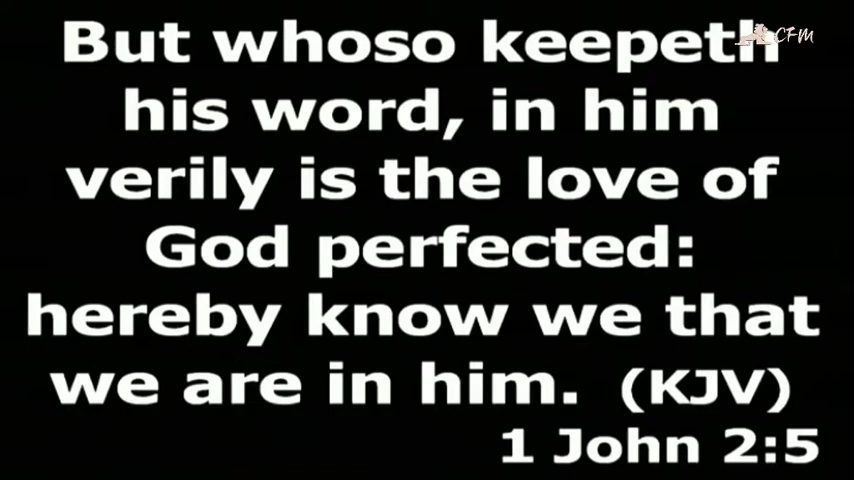 But whoso keepeth
his word, in him
verily is the love of
God perfected:
hereby know we that
we are in him. (KJV)
1 John 2:5
CFM